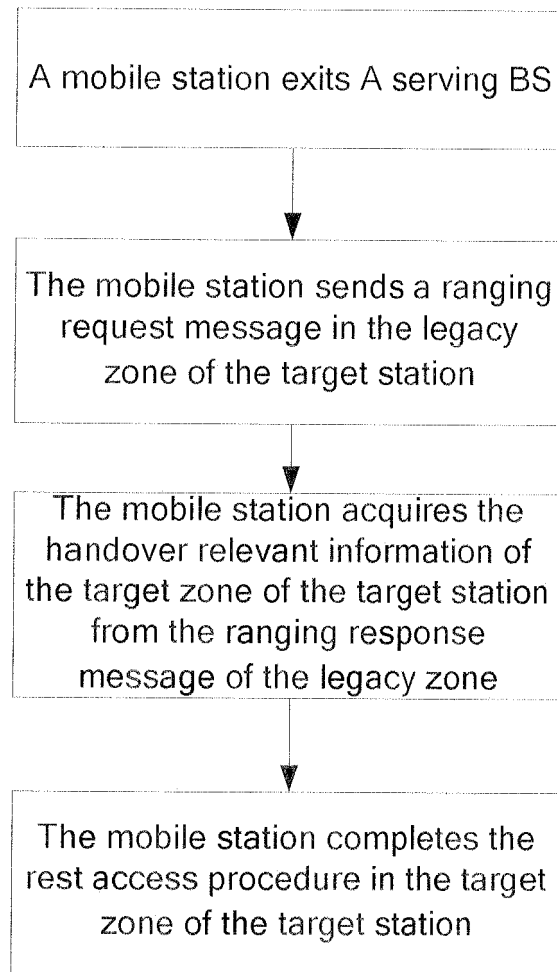 A mobile station exits A serving BS
The mobile station sends a ranging
request message in the legacy
zone of the target station
The mobile station acquires the
handover relevant information of
the target zone of the target station
from the ranging response
message of the legacy zone
The mobile station completes the
rest access procedure in the target
zone of the target station